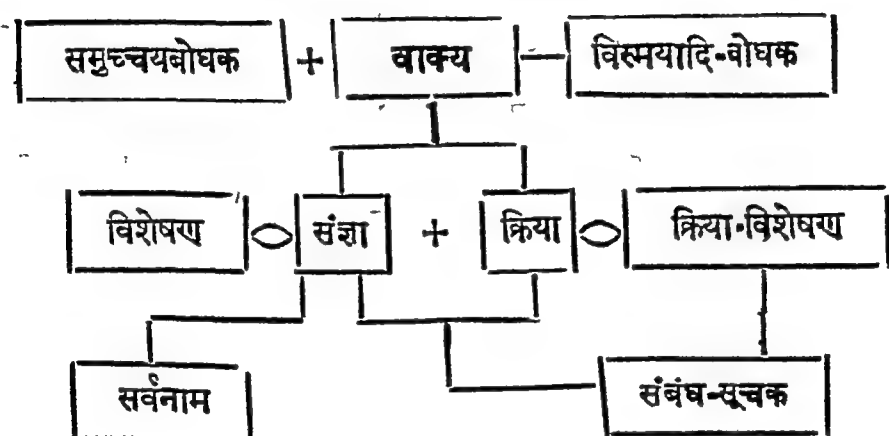 समुच्चयबोधक + वाक्य — विस्मयादि-बोधक
विशेषण संज्ञा + क्रिया क्रिया-विशेषण
सर्वनाम संबंध-सूचक